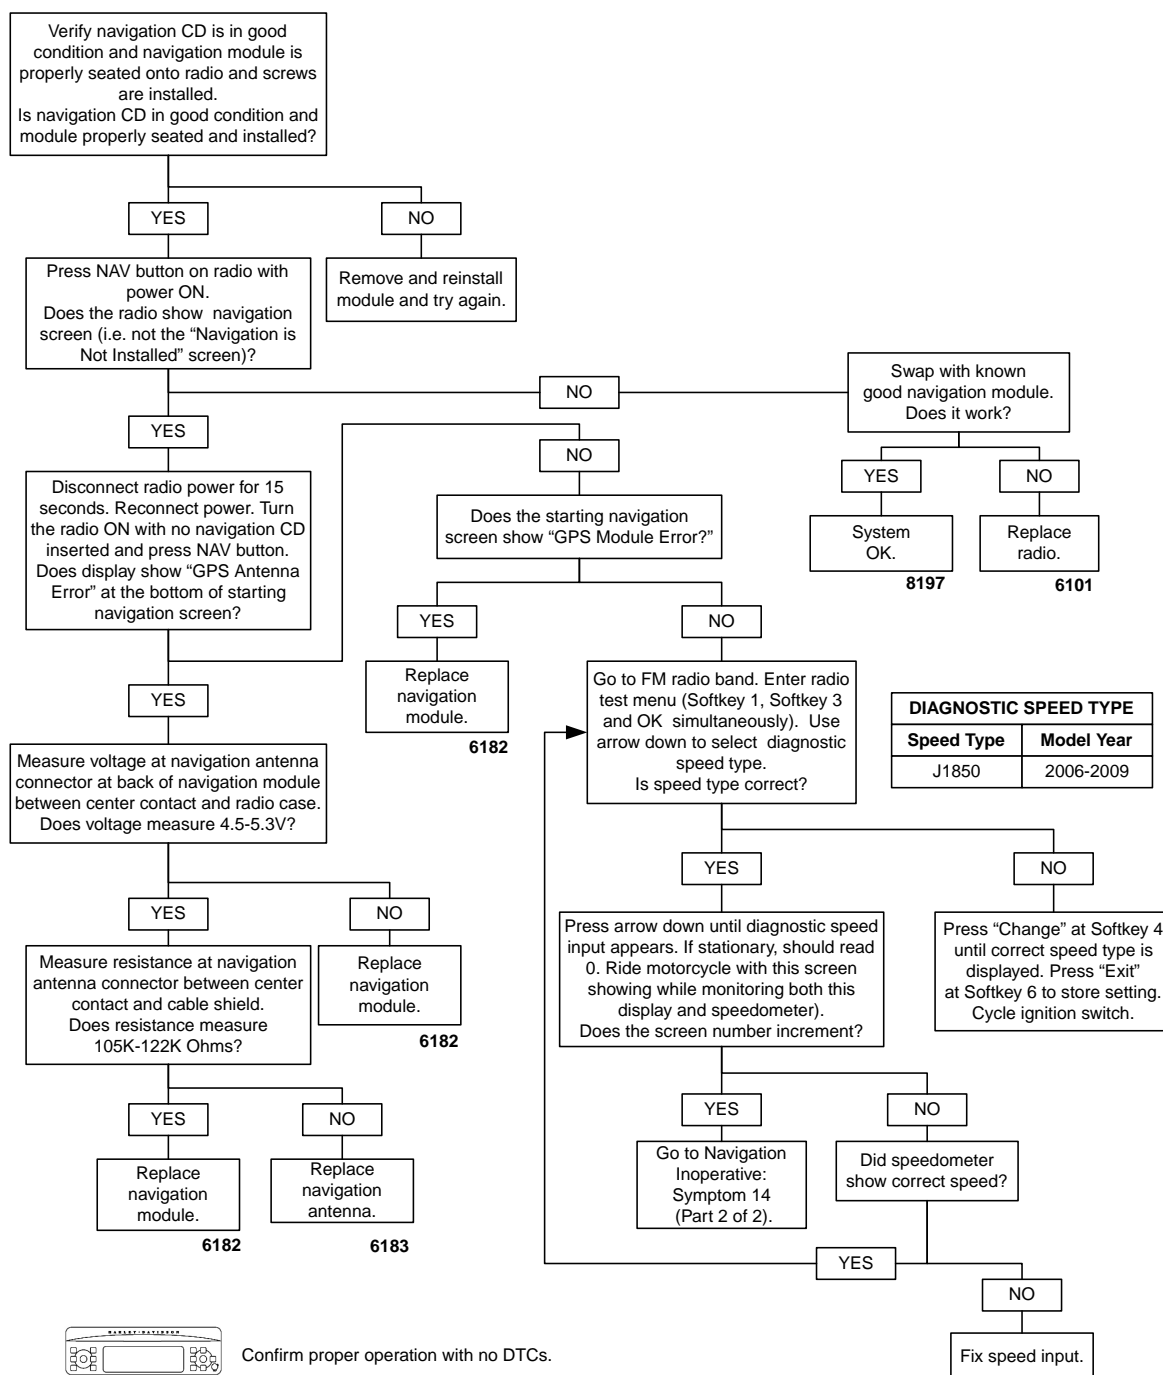 Verify navigation CD is in good
condition and navigation module is
properly seated onto radio and screws
are installed.
Is navigation CD in good condition and
module properly seated and installed?
YES
NO
Press NAV button on radio with
power ON.
Does the radio show navigation
screen (i.e. not the “Navigation is
Not Installed” screen)?
Remove and reinstall
module and try again.
NO
Swap with known
good navigation module.
Does it work?
YES
NO
System
OK.
8197
Replace
radio.
6101
YES
Disconnect radio power for 15
seconds. Reconnect power. Turn
the radio ON with no navigation CD
inserted and press NAV button.
Does display show “GPS Antenna
Error” at the bottom of starting
navigation screen?
NO
Does the starting navigation
screen show “GPS Module Error?”
YES
NO
Replace
navigation
module.
6182
Go to FM radio band. Enter radio
test menu (Softkey 1, Softkey 3
and OK simultaneously). Use
arrow down to select diagnostic
speed type.
Is speed type correct?
DIAGNOSTIC SPEED TYPE
Speed Type Model Year
J1850 2006-2009
YES
Measure voltage at navigation antenna
connector at back of navigation module
between center contact and radio case.
Does voltage measure 4.5-5.3V?
YES
NO
Measure resistance at navigation
antenna connector between center
contact and cable shield.
Does resistance measure
105K-122K Ohms?
Replace
navigation
module.
6182
YES
NO
Replace
navigation
module.
6182
Replace
navigation
antenna.
6183
YES
NO
Press arrow down until diagnostic speed
input appears. If stationary, should read
0. Ride motorcycle with this screen
showing while monitoring both this
display and speedometer).
Does the screen number increment?
Press “Change” at Softkey 4
until correct speed type is
displayed. Press “Exit”
at Softkey 6 to store setting.
Cycle ignition switch.
YES
NO
Go to Navigation
Inoperative:
Symptom 14
(Part 2 of 2).
Did speedometer
show correct speed?
YES
NO
Fix speed input.
HARLEY-DAVIDSON
Confirm proper operation with no DTCs.